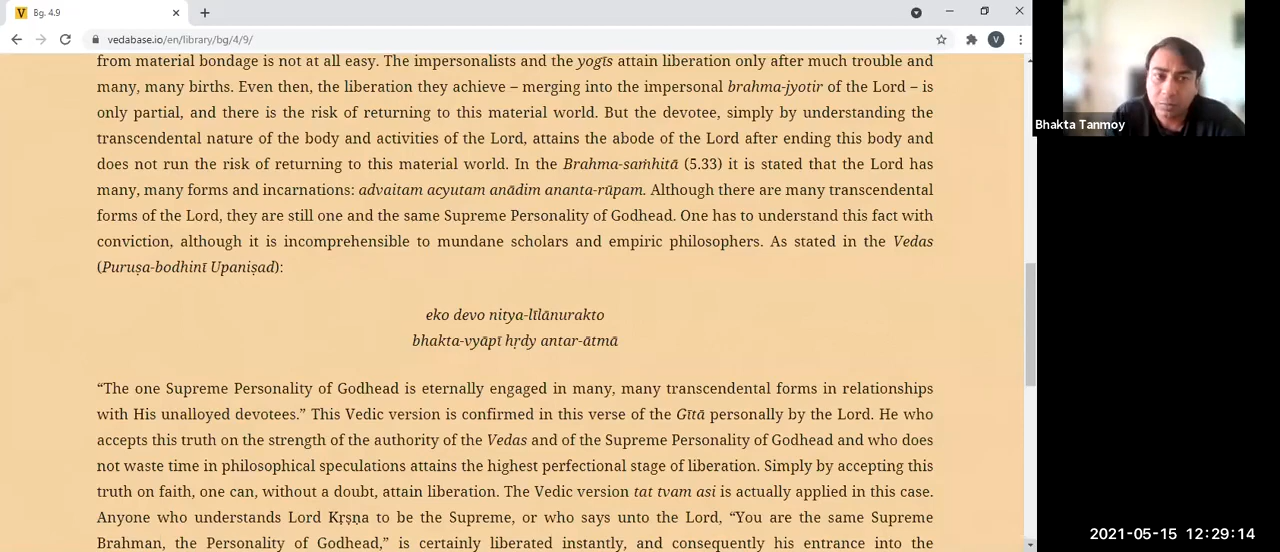 Bg. 4.9
vedabase.io/en/library/bg/4/9/
V
from material bondage is not at all easy. The impersonalists and the yogīs attain liberation only after much trouble and
many, many births. Even then, the liberation they achieve – merging into the impersonal brahma-jyotir of the Lord – is
only partial, and there is the risk of returning to this material world. But the devotee, simply by understanding the
transcendental nature of the body and activities of the Lord, attains the abode of the Lord after ending this body and
does not run the risk of returning to this material world. In the Brahma-saṁhitā (5.33) it is stated that the Lord has
many, many forms and incarnations: advaitam acyutam anādim ananta-rūpam. Although there are many transcendental
forms of the Lord, they are still one and the same Supreme Personality of Godhead. One has to understand this fact with
conviction, although it is incomprehensible to mundane scholars and empiric philosophers. As stated in the Vedas
(Puruṣa-bodhinī Upaniṣad):
eko devo nitya-līlānurakto
bhakta-vyāpī hṛdy antar-ātmā
“The one Supreme Personality of Godhead is eternally engaged in many, many transcendental forms in relationships
with His unalloyed devotees.” This Vedic version is confirmed in this verse of the Gītā personally by the Lord. He who
accepts this truth on the strength of the authority of the Vedas and of the Supreme Personality of Godhead and who does
not waste time in philosophical speculations attains the highest perfectional stage of liberation. Simply by accepting this
truth on faith, one can, without a doubt, attain liberation. The Vedic version tat tvam asi is actually applied in this case.
Anyone who understands Lord Kṛṣṇa to be the Supreme, or who says unto the Lord, “You are the same Supreme
Brahman, the Personality of Godhead,” is certainly liberated instantly, and consequently his entrance into the
Bhakta Tanmoy
2021-05-15 12:29:14